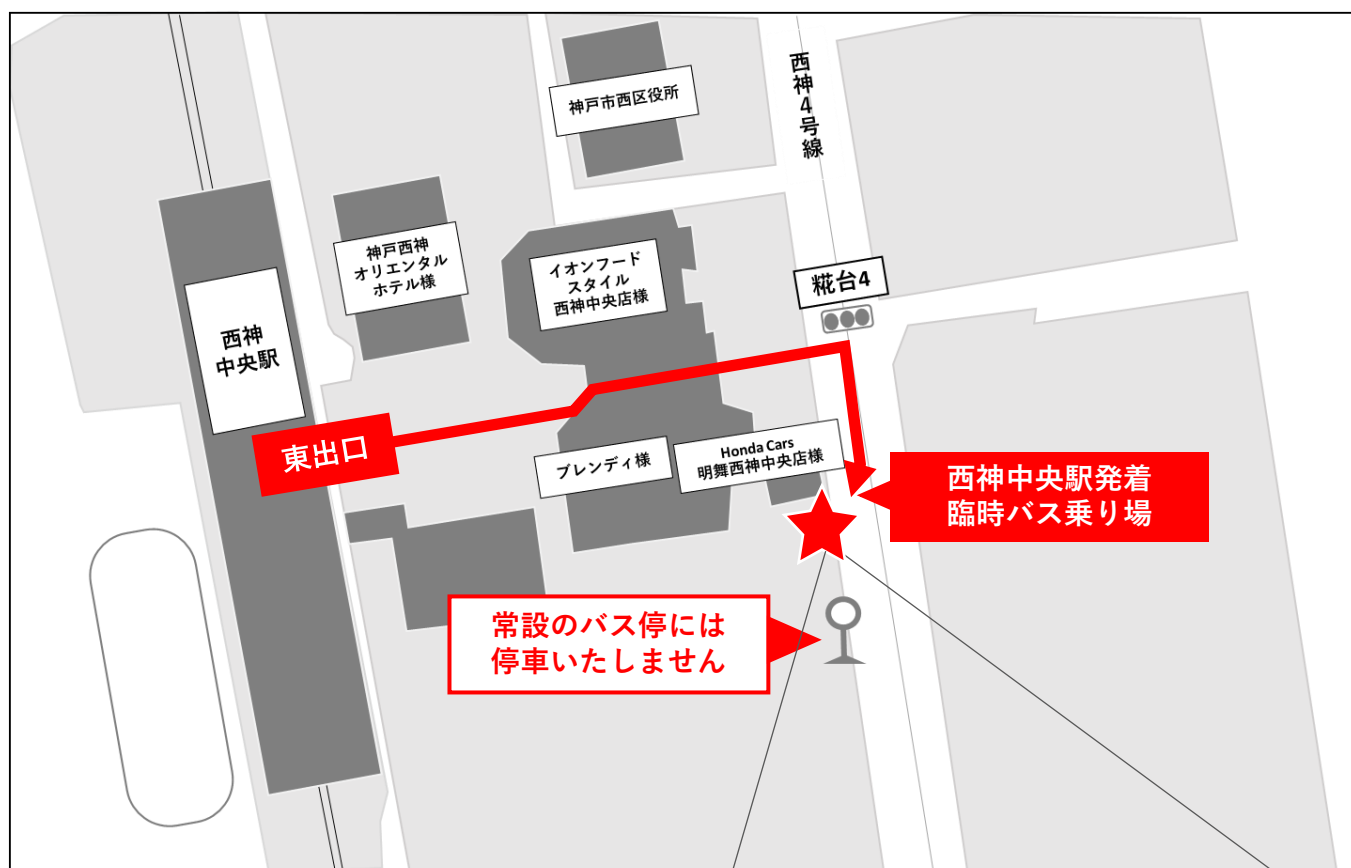 神戸市西区役所
西神4号線
神戸西神
オリエンタル
ホテル様
イオンフード
スタイル
西神中央店様
糀台4
西神
中央駅
東出口
ブレンディ様
Honda Cars
明舞西神中央店様
西神中央駅発着
臨時バス乗り場
常設のバス停には
停車いたしません